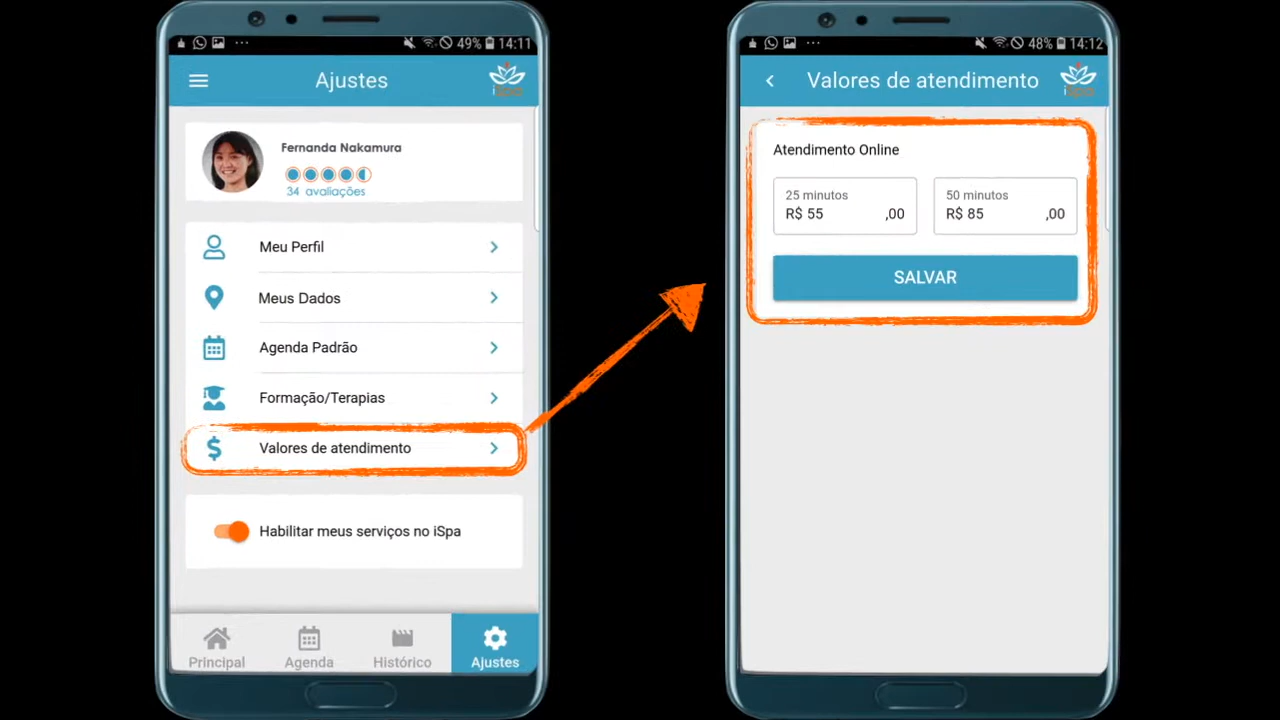 49% 14:11
Ajustes
iSpa
Fernanda Nakamura
34 avaliações
Meu Perfil
Meus Dados
Agenda Padrão
Formação/Terapias
Valores de atendimento
Habilitar meus serviços no iSpa
Principal
Agenda
Histórico
Ajustes
48% 14:12
Valores de atendimento
iSpa
Atendimento Online
25 minutos
R$ 55 ,00
50 minutos
R$ 85 ,00
SALVAR